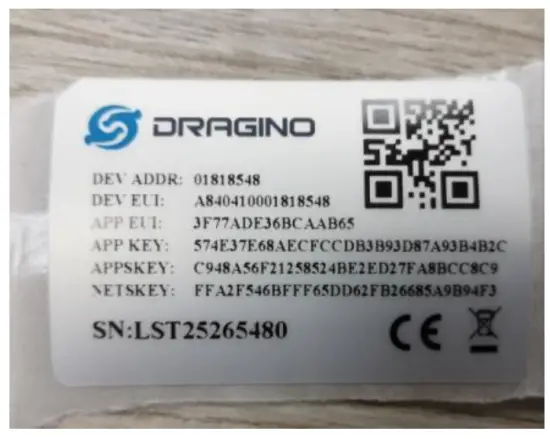 DRAGINO
DEV ADDR: 01818548
DEV EUI: A840410001818548
APP EUI: 3F77ADE36BCAAB65
APP KEY: 574E37E68AECFCCDB3B93D87A93B4B2C
APPSKEY: C948A56F21258524BE2ED27FA8BCC8C9
NETSKEY: FFA2F546BFFF65DD62FB26685A9B94F3
SN:LST25265480
CE